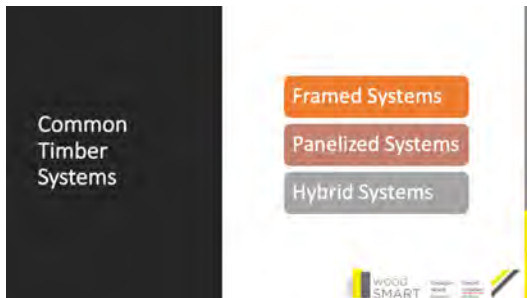 Common
Timber
Systems
Framed Systems
Panelized Systems
Hybrid Systems
wood
SMART